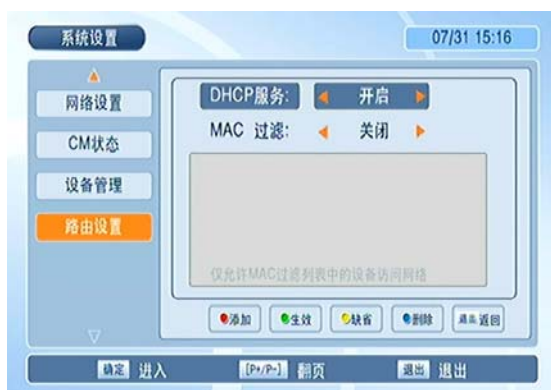 系统设置
07/31 15:16
网络设置
CM状态
设备管理
路由设置
DHCP服务: 开启
MAC 过滤: 关闭
仅允许MAC过滤列表中的设备访问网络
添加 生效 缺省 删除 退出 返回
确定 进入 [P+/P-] 翻页 退出 退出